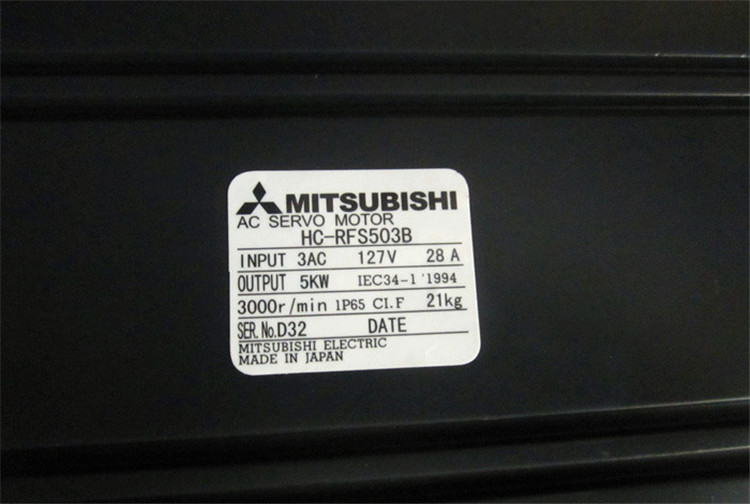 MITSUBISHI
AC SERVO MOTOR
HC-RFS503B
INPUT 3AC 127V 28 A
OUTPUT 5KW IEC34-1 '1994
3000r/min IP65 CI.F 21kg
SER.No.D32 DATE
MITSUBISHI ELECTRIC
MADE IN JAPAN